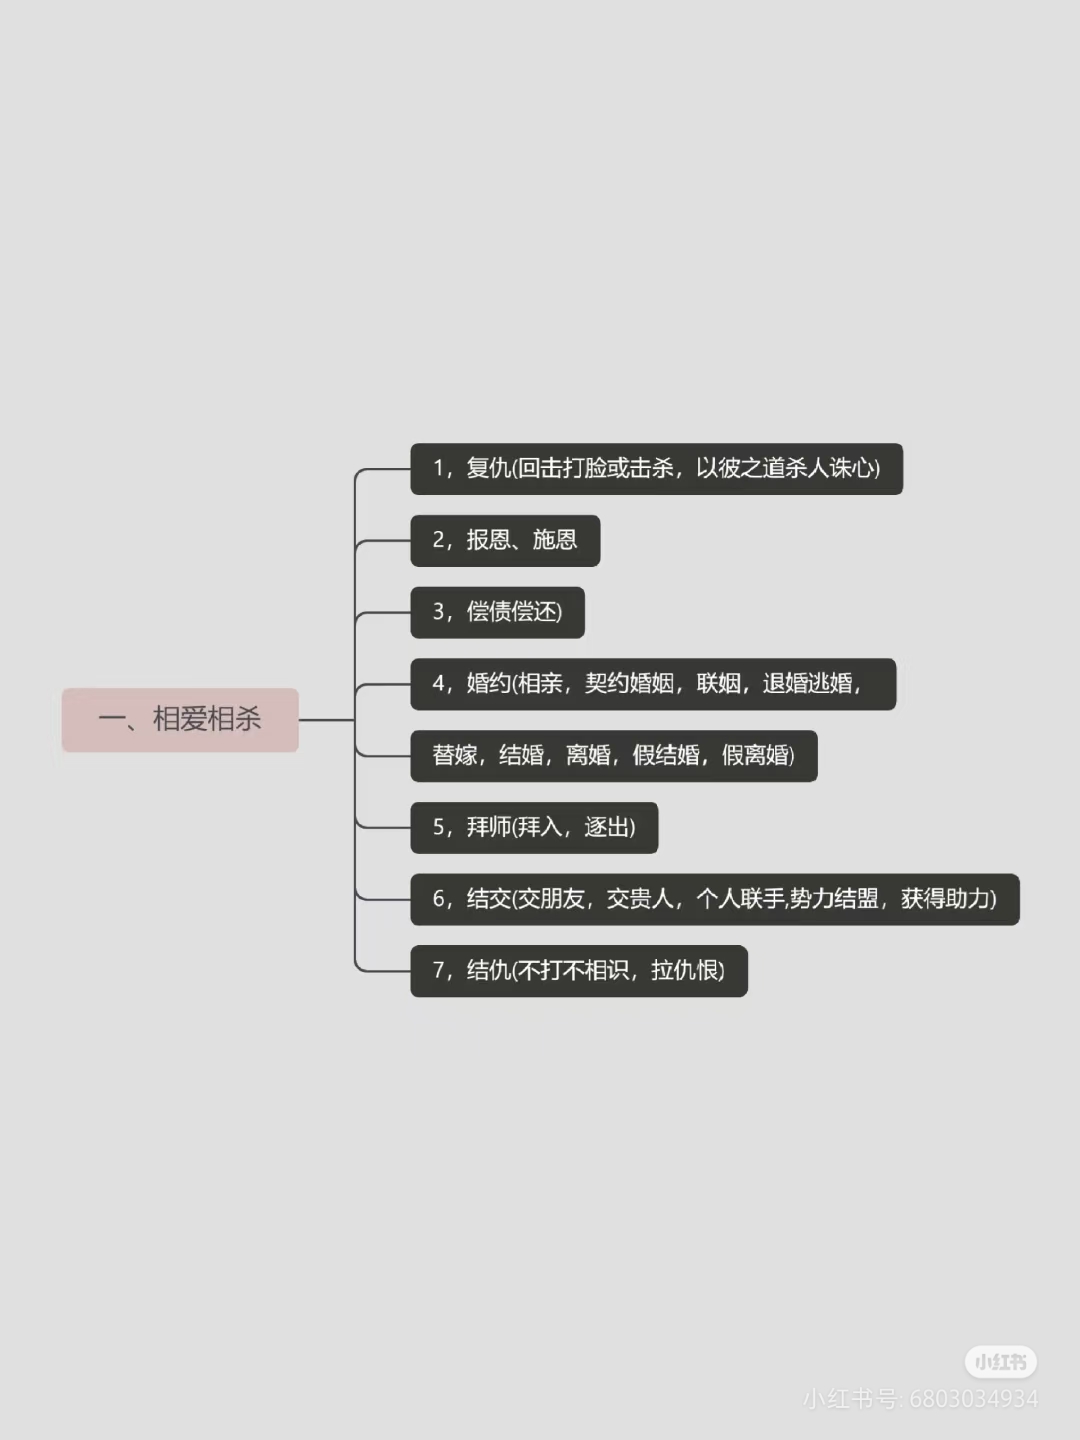 一、相爱相杀
1，复仇(回击打脸或击杀，以彼之道杀人诛心)
2，报恩、施恩
3，偿债偿还)
4，婚约(相亲，契约婚姻，联姻，退婚逃婚，
替嫁，结婚，离婚，假结婚，假离婚)
5，拜师(拜入，逐出)
6，结交(交朋友，交贵人，个人联手,势力结盟，获得助力)
7，结仇(不打不相识，拉仇恨)
小红书
小红书号: 6803034934